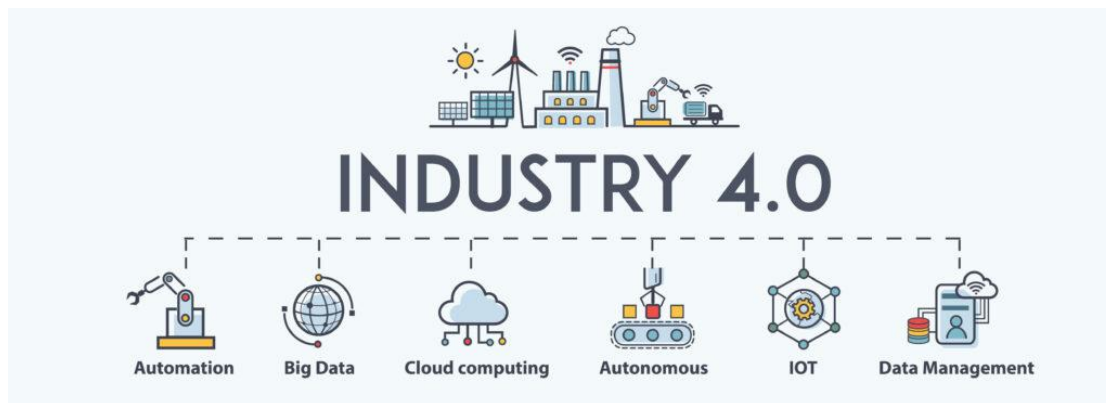 INDUSTRY 4.0
Automation
Big Data
Cloud computing
Autonomous
IOT
Data Management